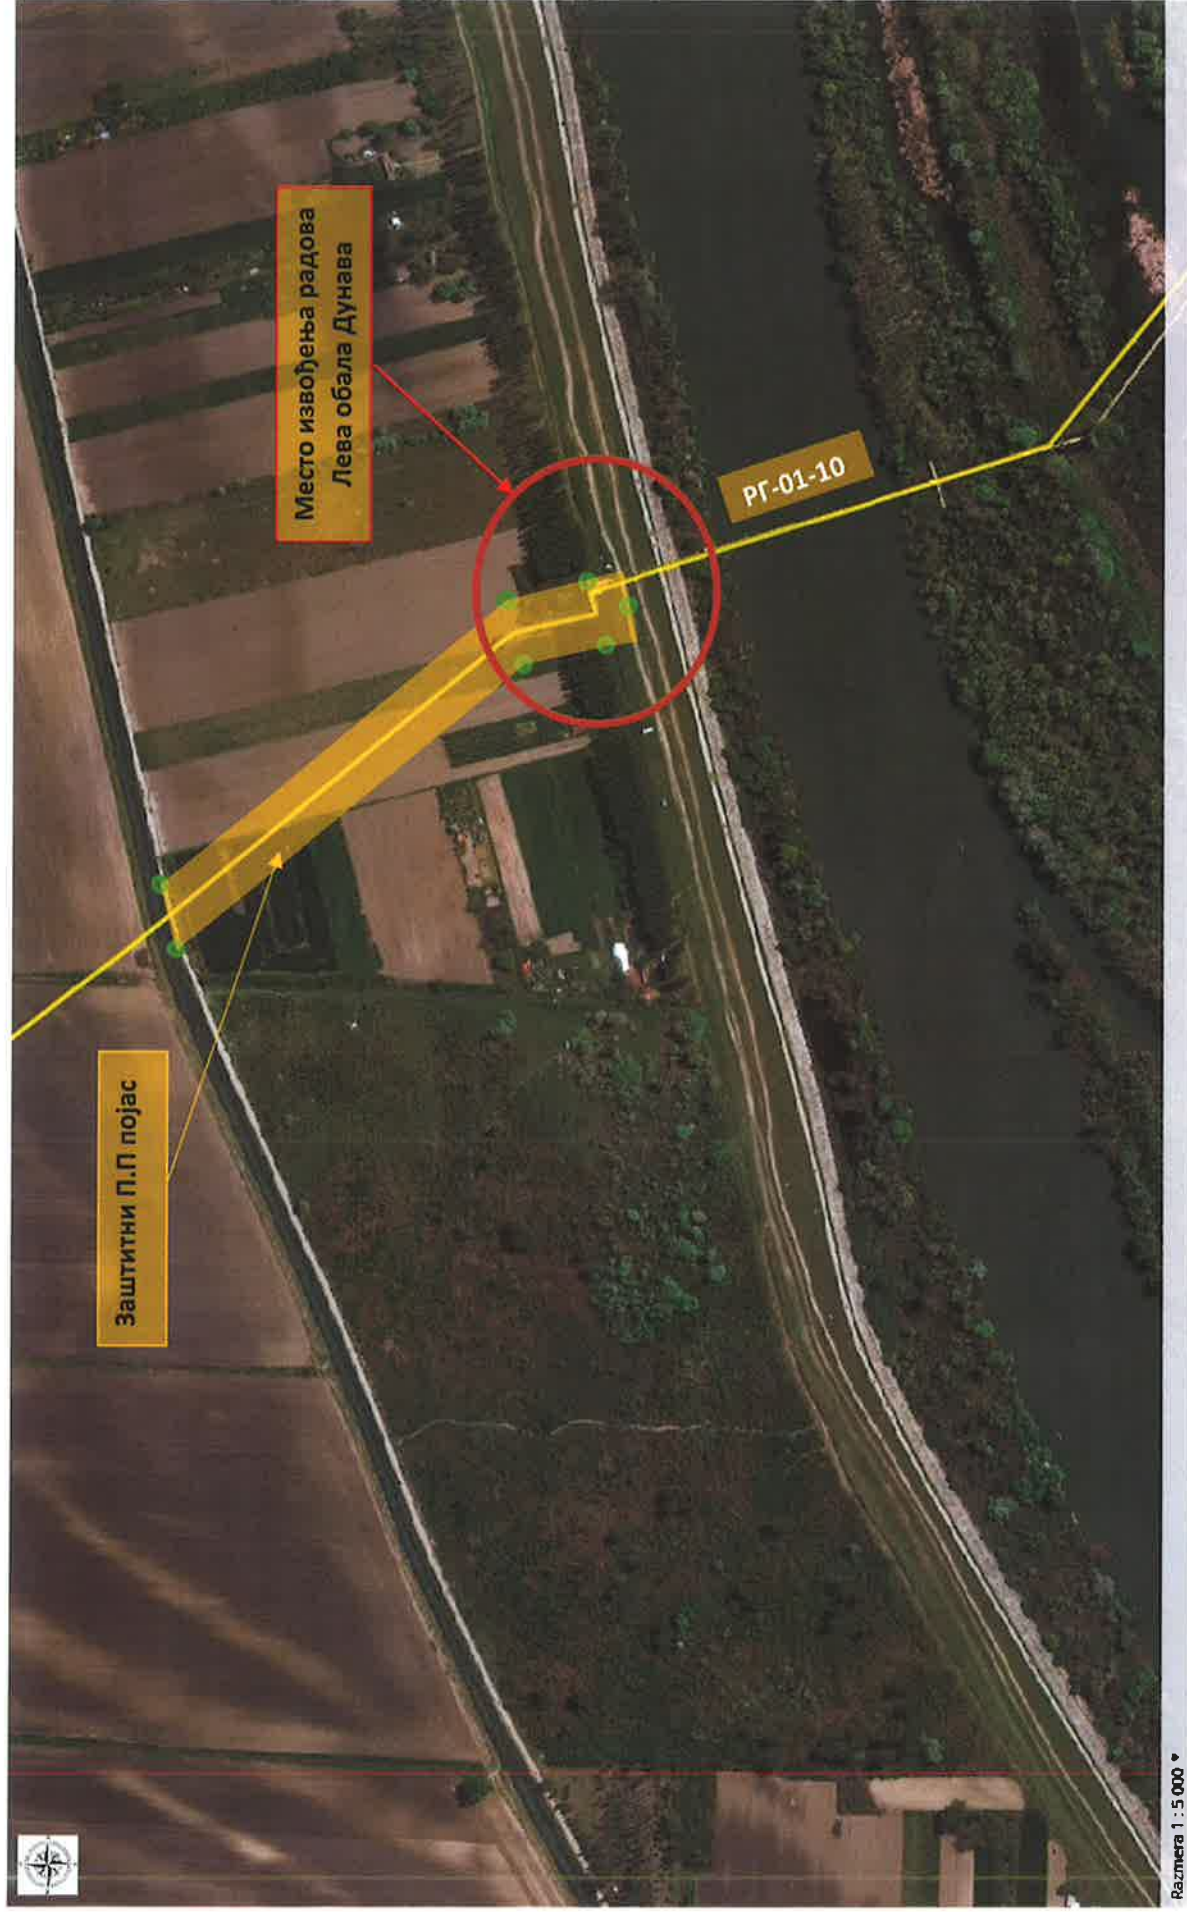 Место извођења радова
Лева обала Дунава
РГ-01-10
Заштитни П.П појас
Razmera 1 : 5 000